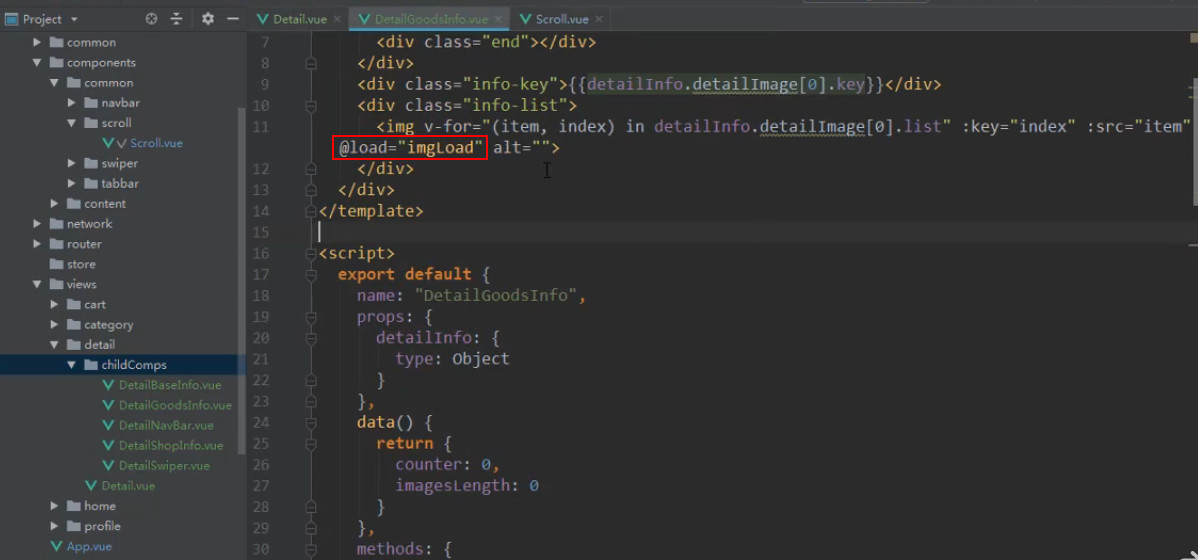 Project
Detail.vue
DetailGoodsInfo.vue
Scroll.vue
common
components
common
navbar
scroll
Scroll.vue
swiper
tabbar
content
network
router
store
views
cart
category
detail
childComps
DetailBaseInfo.vue
DetailGoodsInfo.vue
DetailNavBar.vue
DetailShopInfo.vue
DetailSwiper.vue
Detail.vue
home
profile
App.vue
7 <div class="end"></div>
8 </div>
9 <div class="info-key">{{detailInfo.detailImage[0].key}}</div>
10 <div class="info-list">
11 <img v-for="(item, index) in detailInfo.detailImage[0].list" :key="index" :src="item"
@load="imgLoad" alt="">
12 </div>
13 </div>
14 </template>
15
16 <script>
17 export default {
18 name: "DetailGoodsInfo",
19 props: {
20 detailInfo: {
21 type: Object
22 }
23 },
24 data() {
25 return {
26 counter: 0,
27 imagesLength: 0
28 }
29 },
30 methods: {